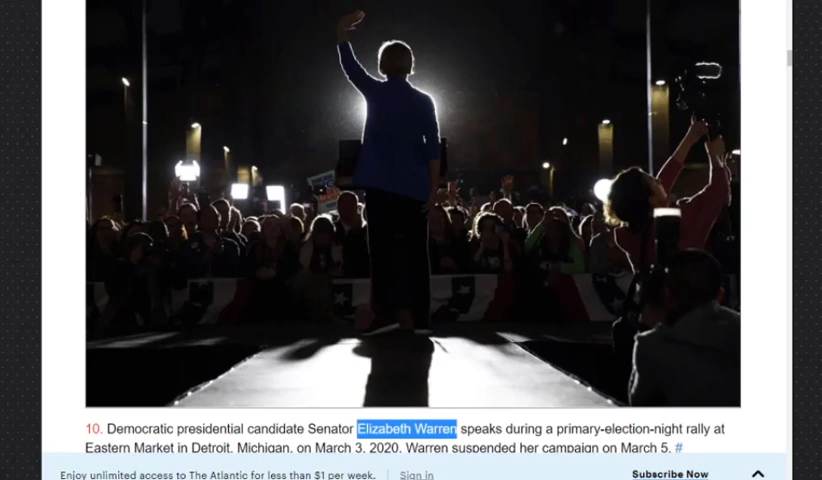 10. Democratic presidential candidate Senator Elizabeth Warren speaks during a primary-election-night rally at
Eastern Market in Detroit, Michigan, on March 3, 2020. Warren suspended her campaign on March 5. #
Enjoy unlimited access to The Atlantic for less than $1 per week. Sign in Subscribe Now